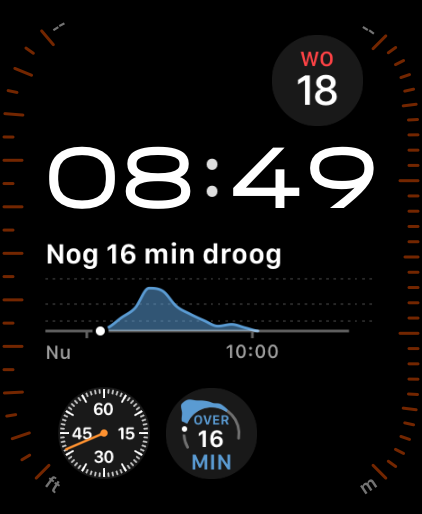 --
--
WO
18
08:49
Nog 16 min droog
Nu
10:00
60
45 15
30
OVER
16
MIN
ft
m